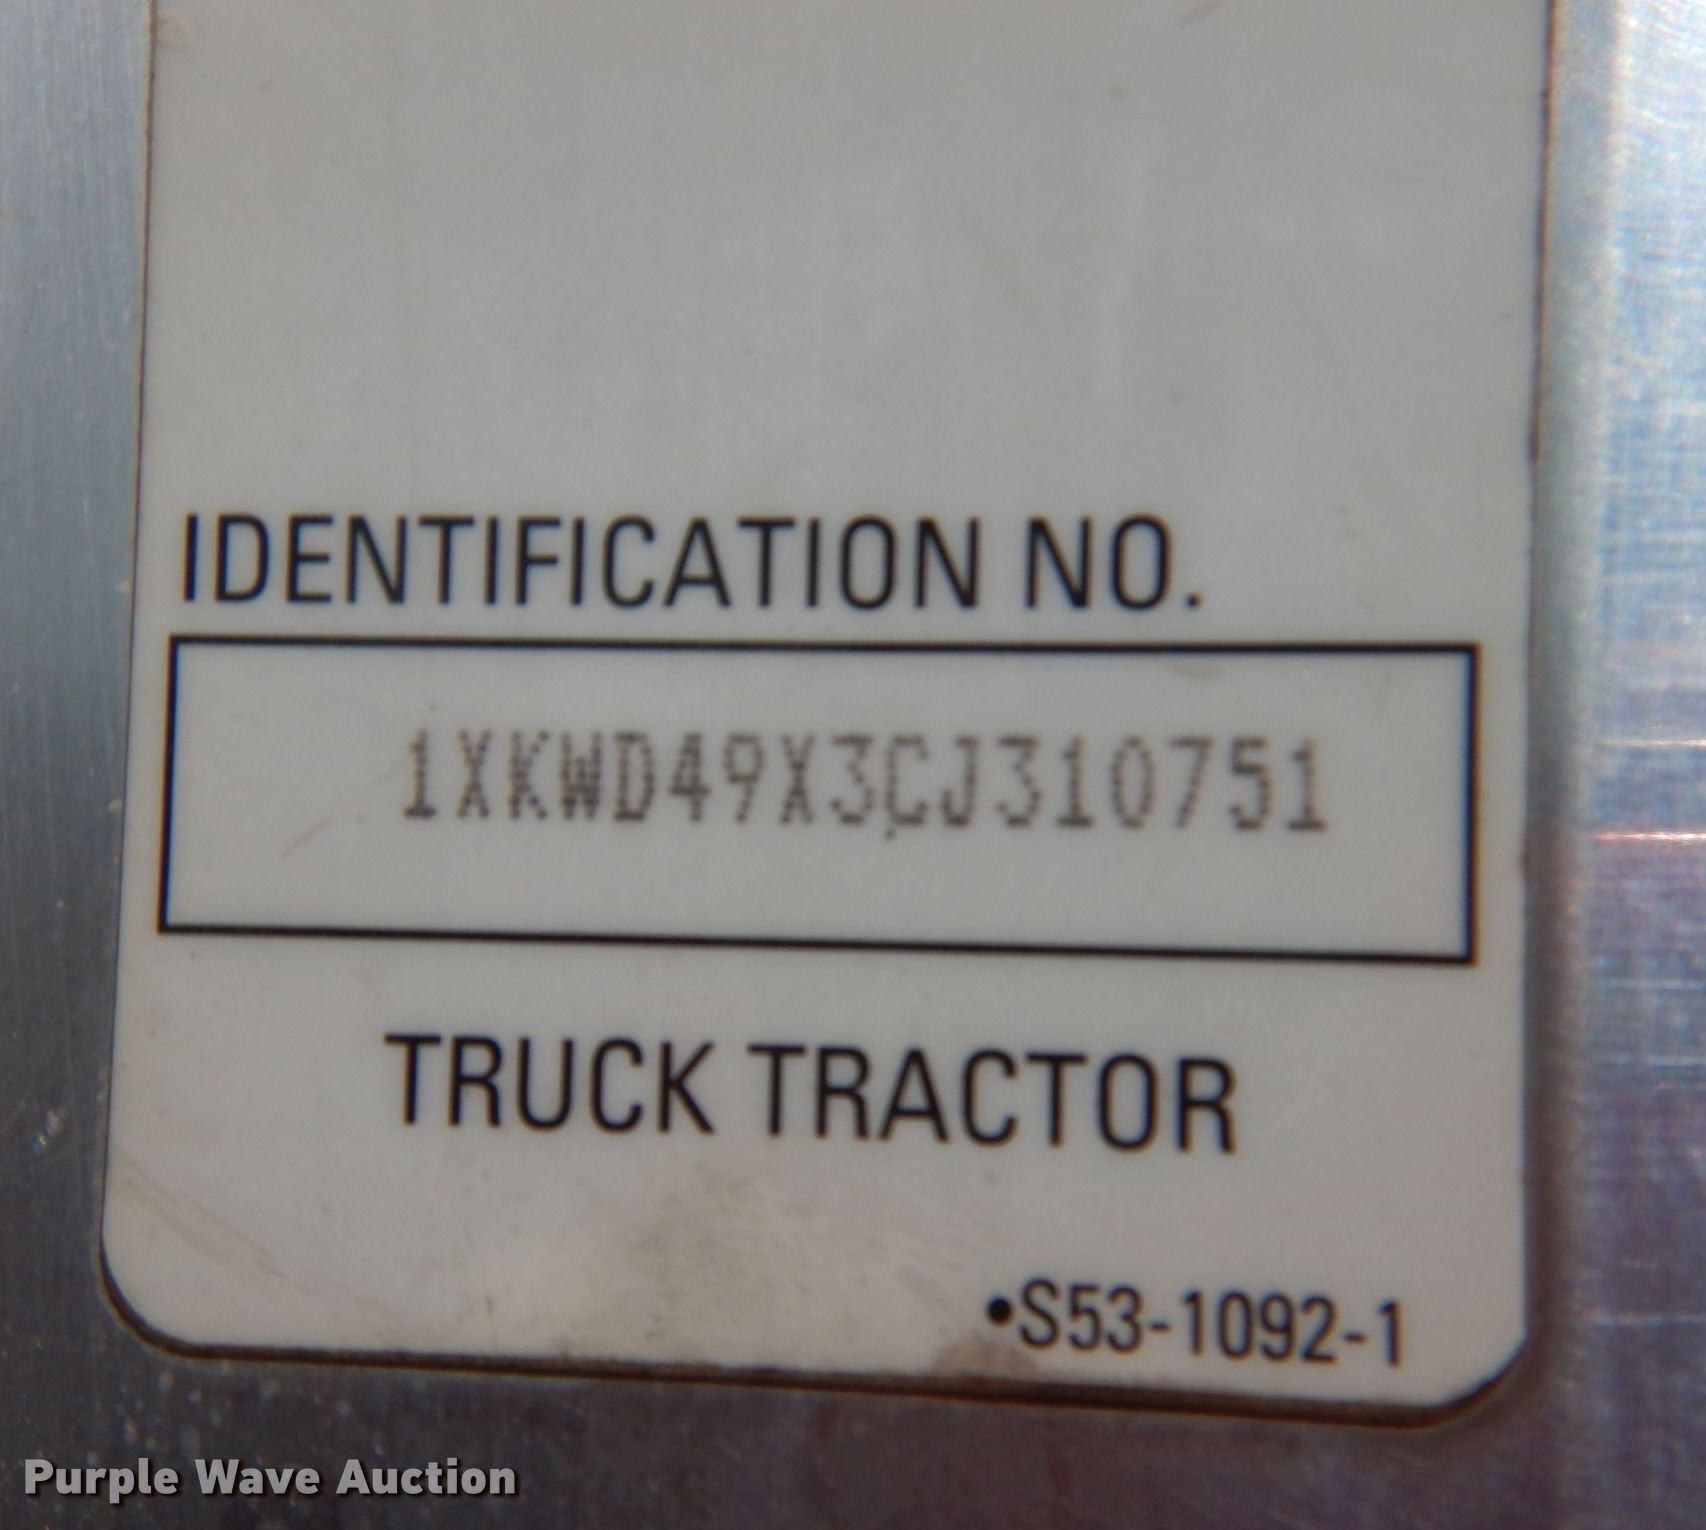 IDENTIFICATION NO.
1XKWD49X3CJ310751
TRUCK TRACTOR
•S53-1092-1
Purple Wave Auction